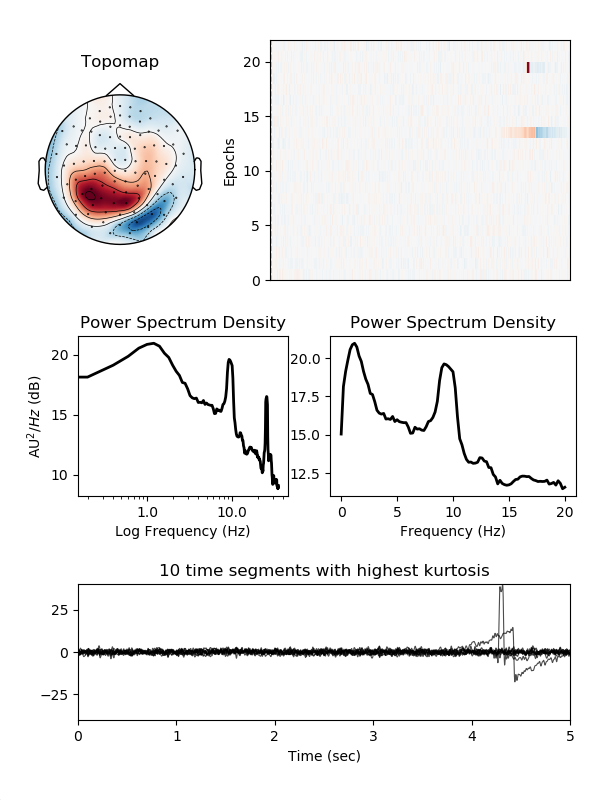 Topomap
Epochs
20
15
10
5
0
Power Spectrum Density
AU²/Hz (dB)
20
15
10
1.0 10.0
Log Frequency (Hz)
Power Spectrum Density
20.0
17.5
15.0
12.5
0 5 10 15 20
Frequency (Hz)
10 time segments with highest kurtosis
25
0
−25
0 1 2 3 4 5
Time (sec)